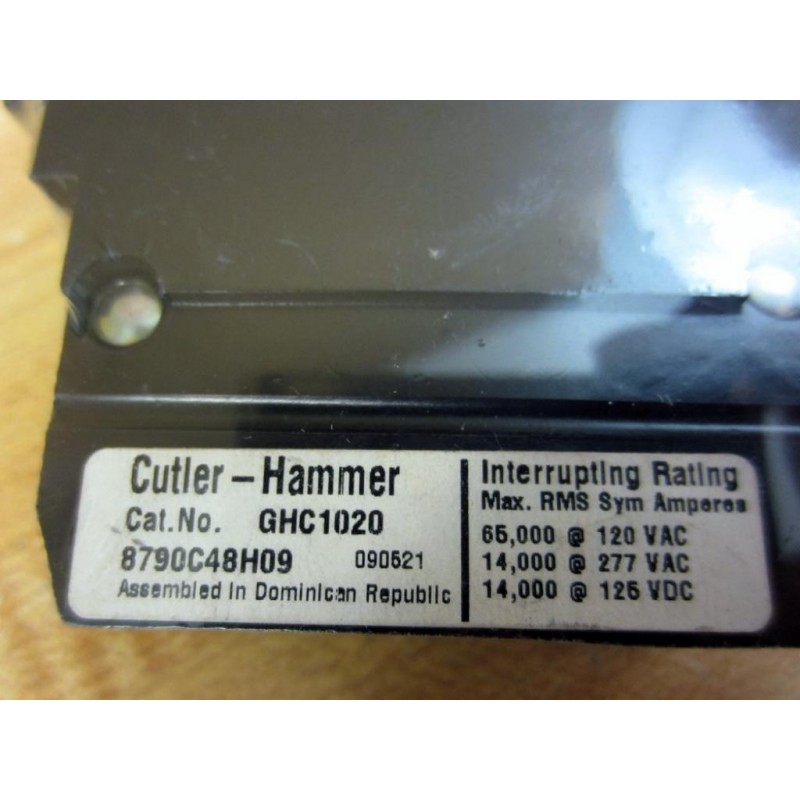 Cutler-Hammer
Cat.No. GHC1020
8790C48H09 090521
Assembled in Dominican Republic
Interrupting Rating
Max. RMS Sym Amperes
65,000 @ 120 VAC
14,000 @ 277 VAC
14,000 @ 125 VDC